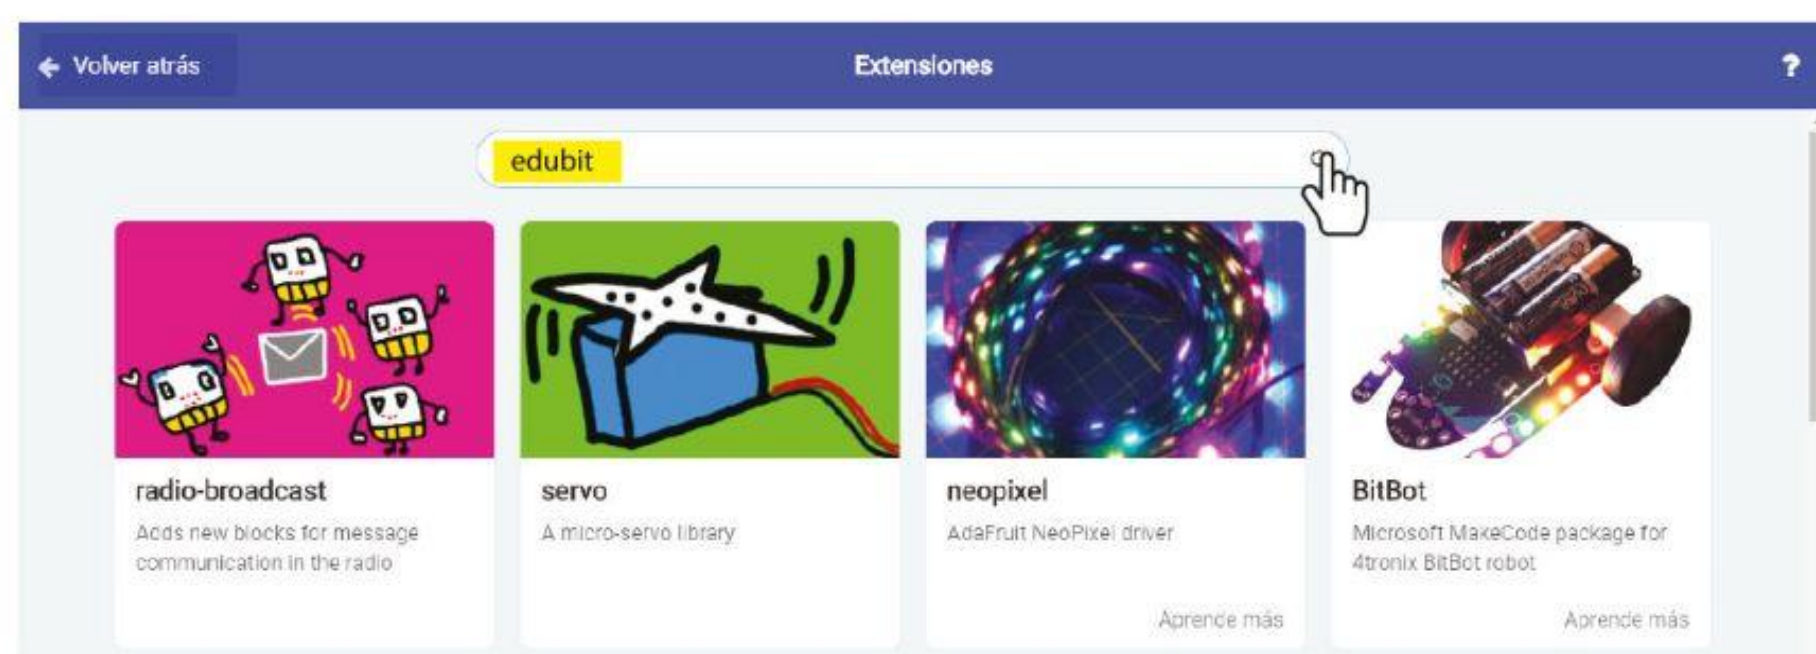 Volver atrás
Extensiones
?
edubit
radio-broadcast
Adds new blocks for message
communication in the radio
servo
A micro-servo library
neopixel
AdaFruit NeoPixel driver
Aprende más
BitBot
Microsoft MakeCode package for
4tronix BitBot robot
Aprende más